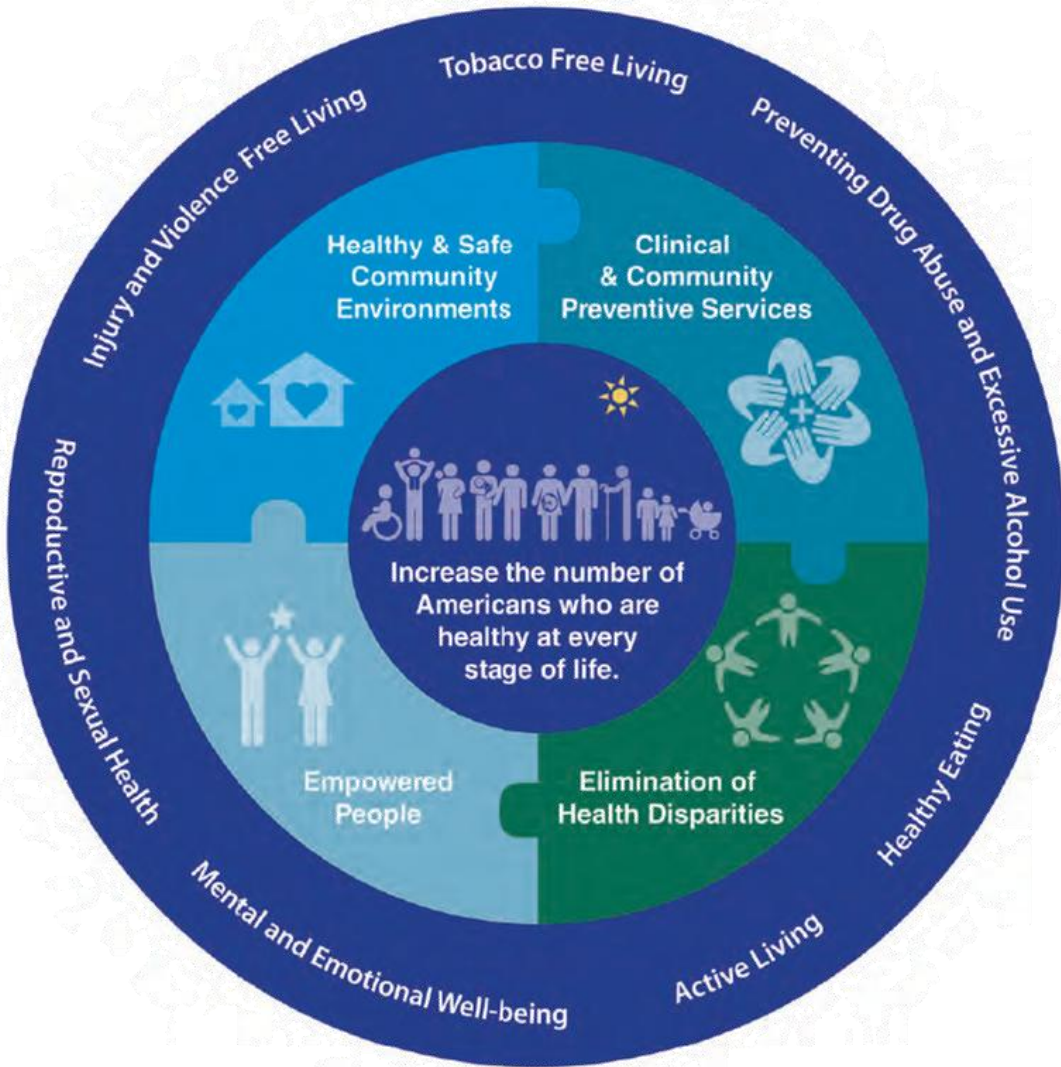 Tobacco Free Living
Preventing Drug Abuse and Excessive Alcohol Use
Healthy Eating
Active Living
Mental and Emotional Well-being
Reproductive and Sexual Health
Injury and Violence Free Living
Healthy & Safe
Community
Environments
Clinical
& Community
Preventive Services
Increase the number of
Americans who are
healthy at every
stage of life.
Empowered
People
Elimination of
Health Disparities